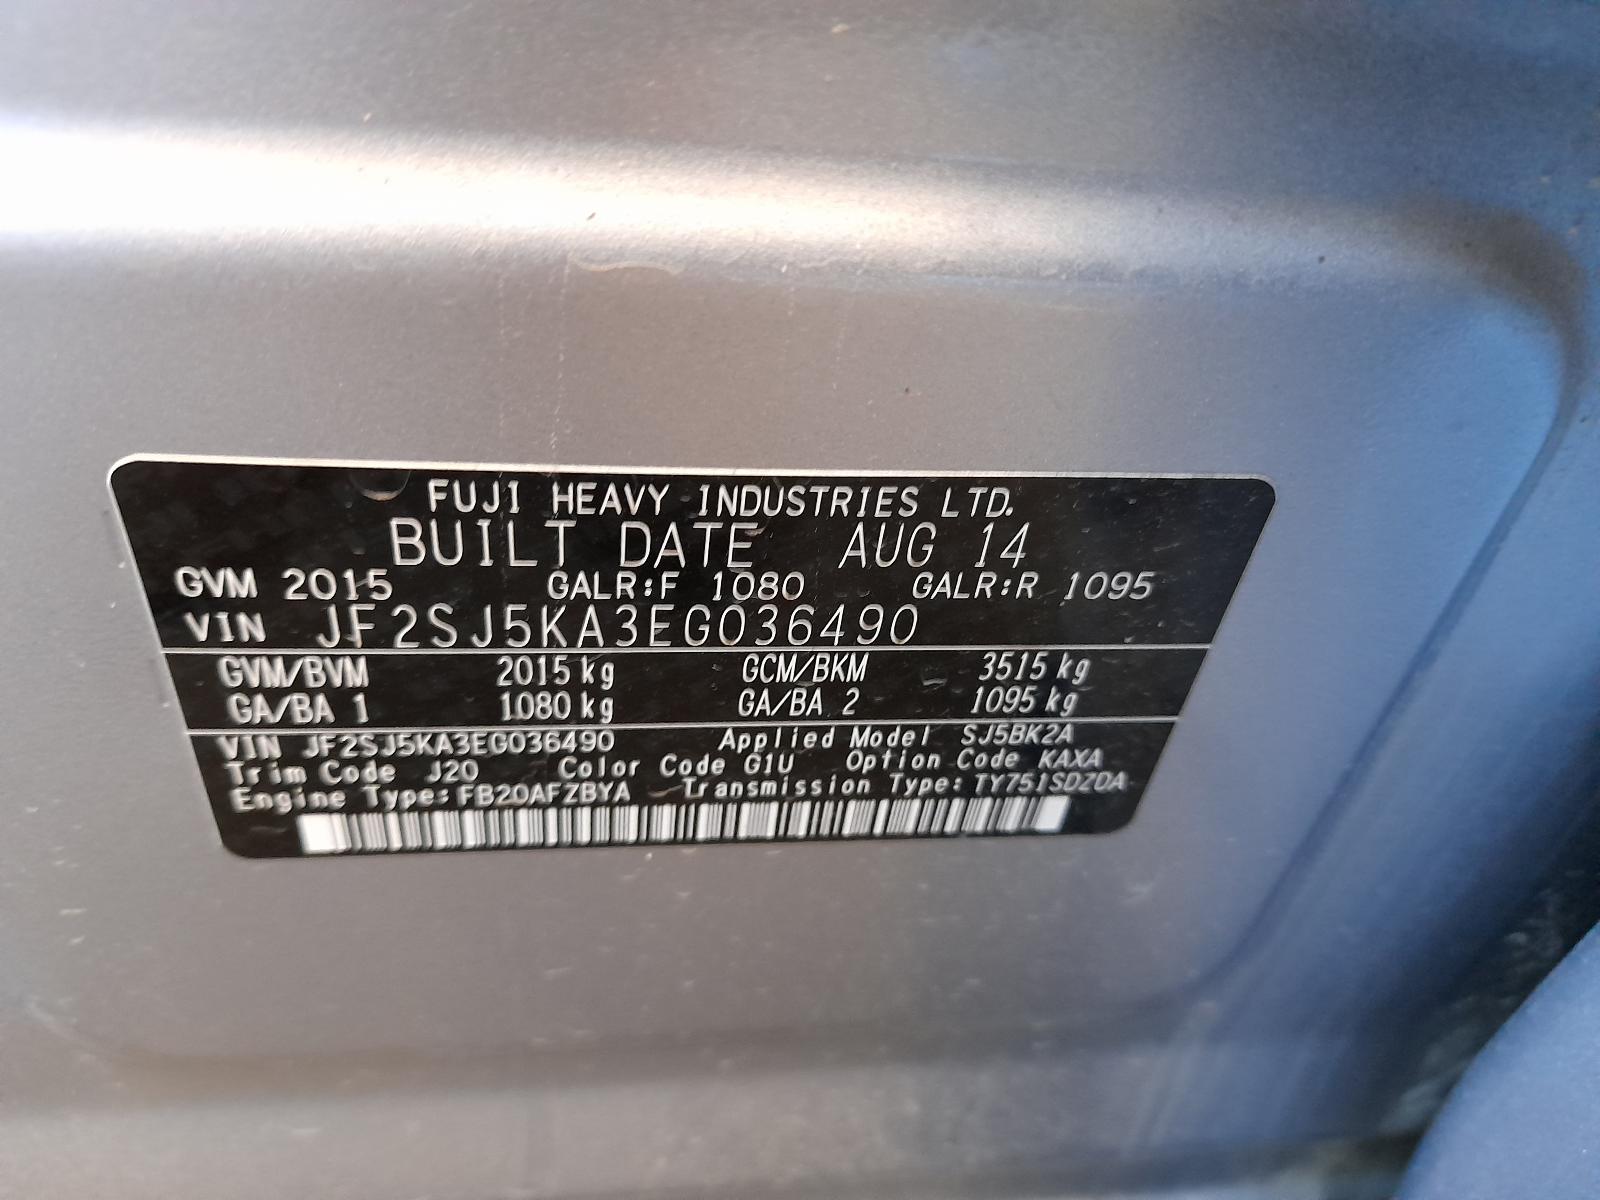 FUJI HEAVY INDUSTRIES LTD.
BUILT DATE AUG 14
GVM 2015 GALR:F 1080 GALR:R 1095
VIN JF2SJ5KA3EG036490
GVM/BVM 2015 kg GCM/BKM 3515 kg
GA/BA 1 1080 kg GA/BA 2 1095 kg
VIN JF2SJ5KA3EG036490 Applied Model SJ5BK2A
Trim Code J20 Color Code G1U Option Code KAXA
Engine Type: FB20AFZBYA Transmission Type: TY751SDZDA